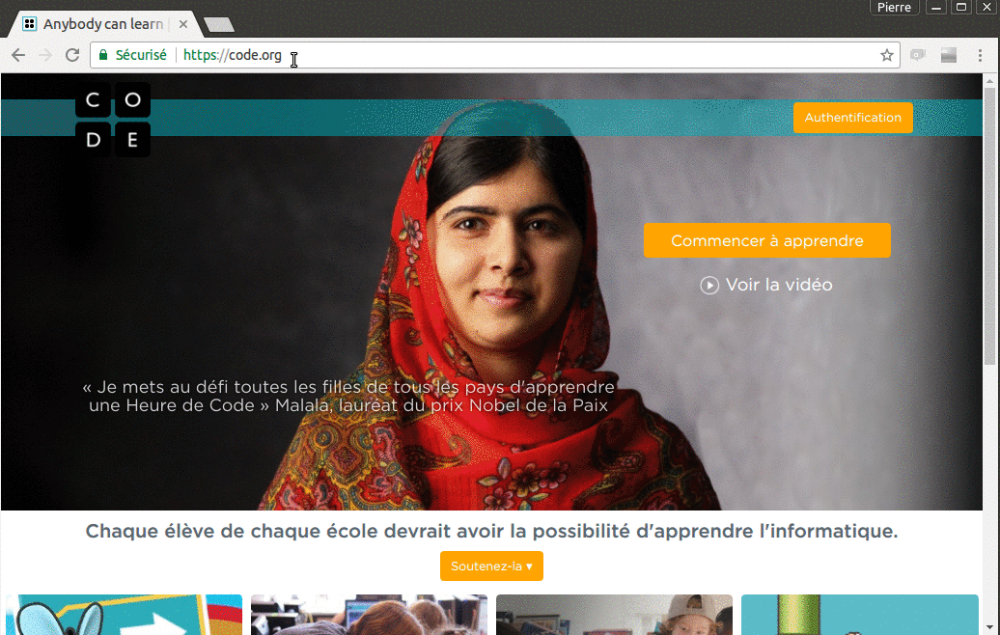 Pierre
Anybody can learn
Sécurisé https://code.org
C O
D E
Authentification
Commencer à apprendre
Voir la vidéo
« Je mets au défi toutes les filles de tous les pays d'apprendre
une Heure de Code » Malala, lauréat du prix Nobel de la Paix
Chaque élève de chaque école devrait avoir la possibilité d'apprendre l'informatique.
Soutenez-la ▾